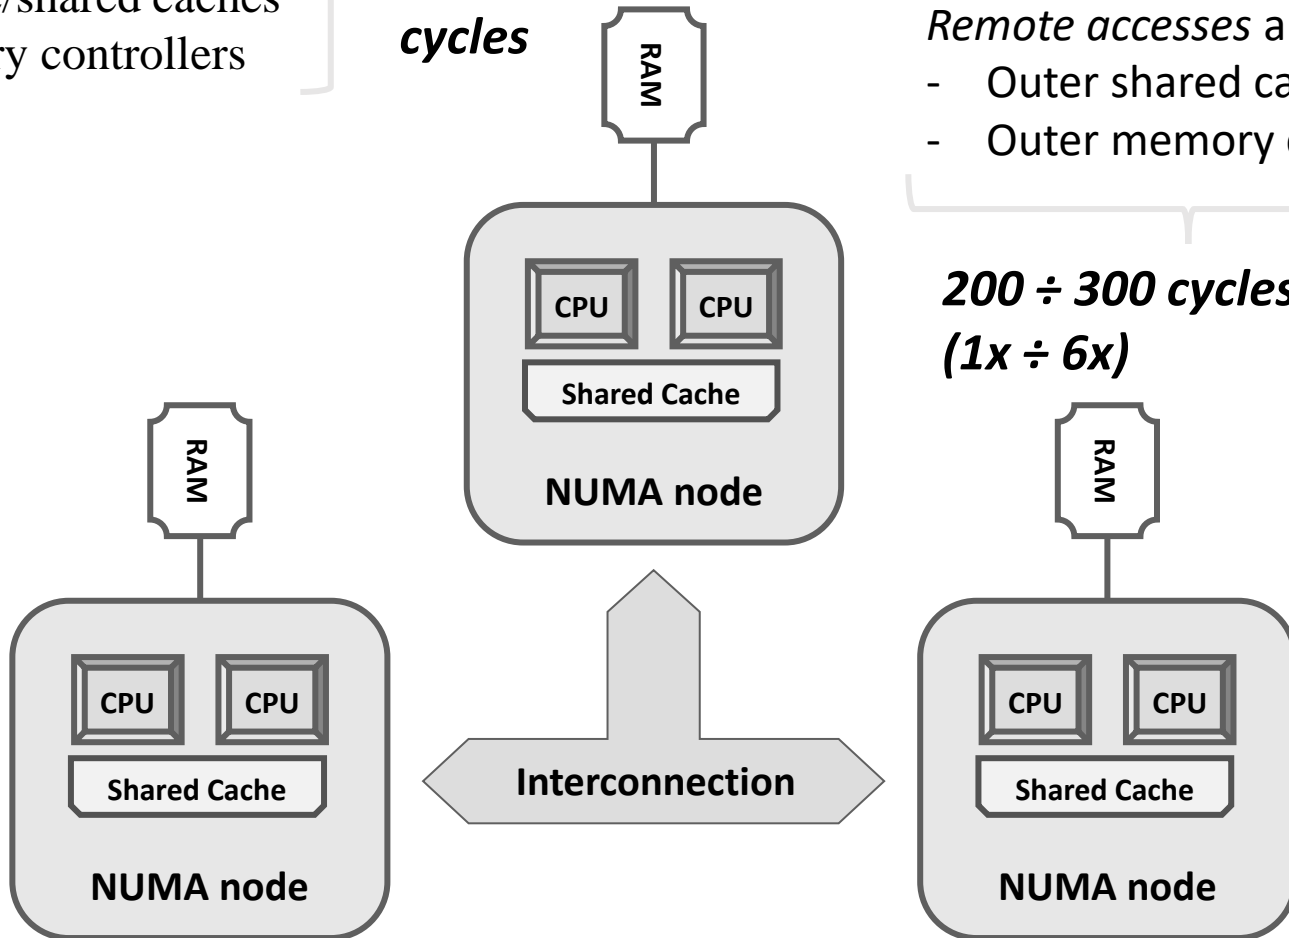 /shared caches
ry controllers
cycles
Remote accesses a
- Outer shared ca
- Outer memory
200 ÷ 300 cycles
(1x ÷ 6x)
RAM
CPU CPU
Shared Cache
NUMA node
RAM
CPU CPU
Shared Cache
NUMA node
RAM
CPU CPU
Shared Cache
NUMA node
Interconnection